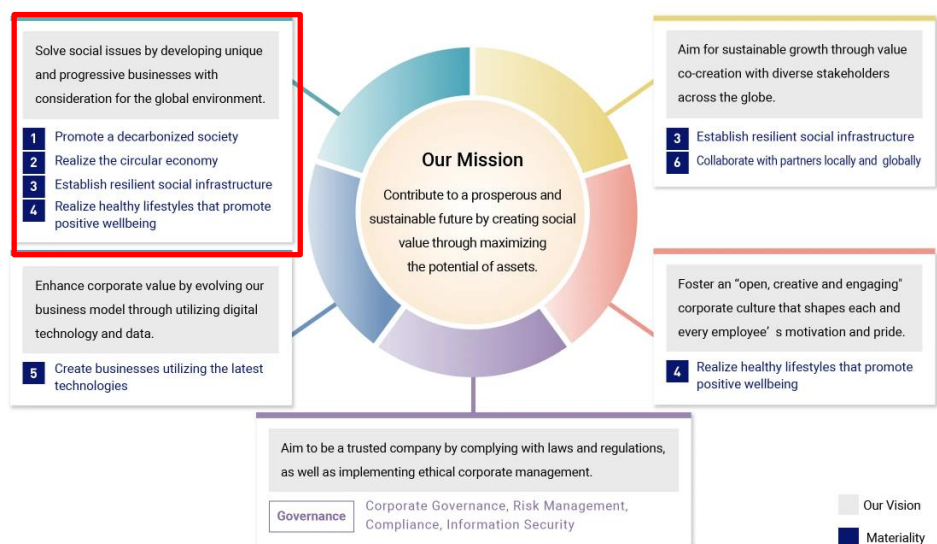 Solve social issues by developing unique
and progressive businesses with
consideration for the global environment.
1 Promote a decarbonized society
2 Realize the circular economy
3 Establish resilient social infrastructure
4 Realize healthy lifestyles that promote
positive wellbeing
Enhance corporate value by evolving our
business model through utilizing digital
technology and data.
5 Create businesses utilizing the latest
technologies
Our Mission
Contribute to a prosperous and
sustainable future by creating social
value through maximizing
the potential of assets.
Aim for sustainable growth through value
co-creation with diverse stakeholders
across the globe.
3 Establish resilient social infrastructure
6 Collaborate with partners locally and globally
Foster an “open, creative and engaging"
corporate culture that shapes each and
every employee’ s motivation and pride.
4 Realize healthy lifestyles that promote
positive wellbeing
Aim to be a trusted company by complying with laws and regulations,
as well as implementing ethical corporate management.
Governance Corporate Governance, Risk Management,
Compliance, Information Security
Our Vision
Materiality